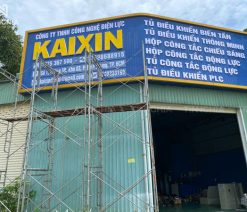 CÔNG TY TNHH CÔNG NGHỆ ĐIỆN LỰC
KAIXIN
TỦ ĐIỀU KHIỂN BIẾN TẦN
TỦ ĐIỀU KHIỂN THÔNG MINH
HỘP CÔNG TẮC CHIẾU SÁNG
HỘP CÔNG TẮC ĐỘNG LỰC
TỦ CÔNG TẮC ĐỘNG LỰC
TỦ ĐIỀU KHIỂN PLC